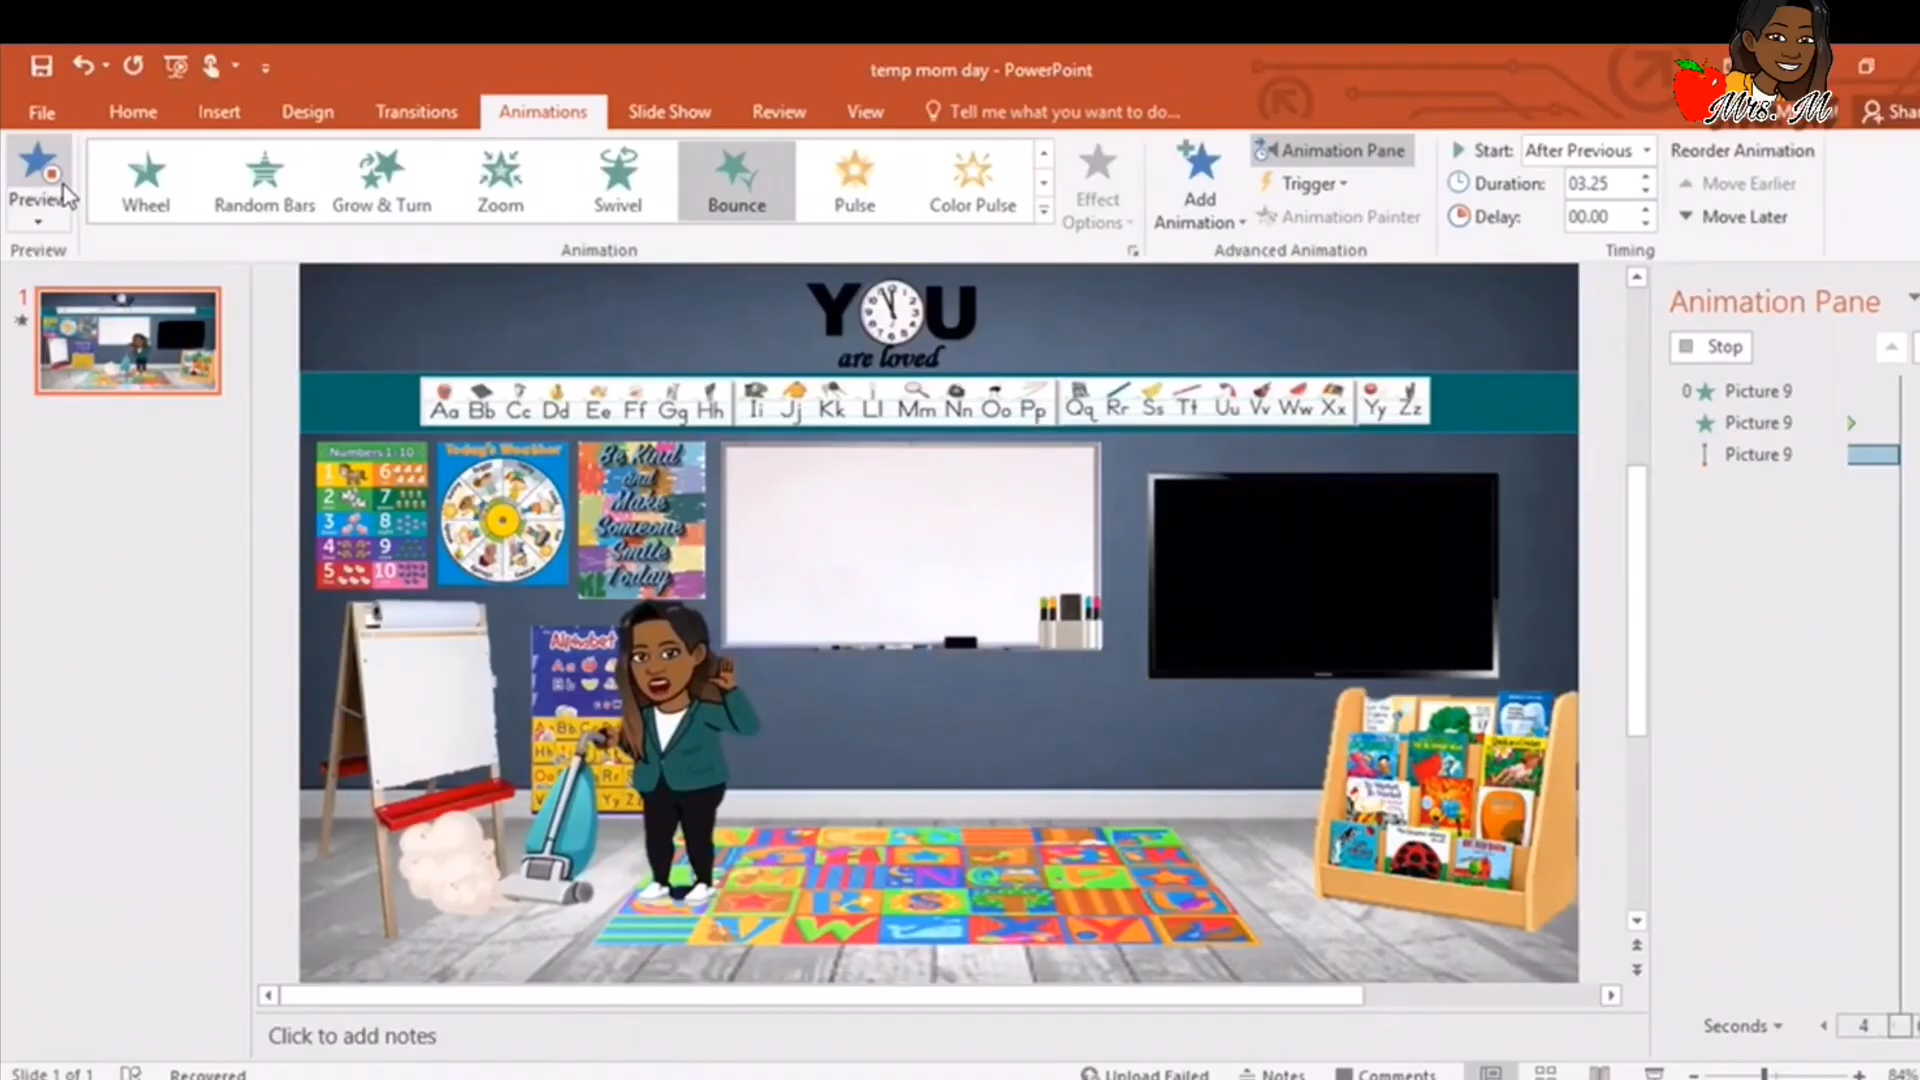 temp mom day - PowerPoint
Mrs. M
File Home Insert Design Transitions Animations Slide Show Review View Tell me what you want to do... Shar
Preview Wheel Random Bars Grow & Turn Zoom Swivel Bounce Pulse Color Pulse
Effect Options
Add Animation
Animation Pane
Trigger
Animation Painter
Start: After Previous
Duration: 03.25
Delay: 00.00
Reorder Animation
Move Earlier
Move Later
Preview Animation Advanced Animation Timing
1
YOU
are loved
Aa Bb Cc Dd Ee Ff Gg Hh Ii Jj Kk Ll Mm Nn Oo Pp Qq Rr Ss Tt Uu Vv Ww Xx Yy Zz
Numbers 1-10
1 6
2 7
3 8
4 9
5 10
Today's Weather
Be Kind
and
Make
Someone
Smile
Today
Alphabet
Animation Pane
Stop
0 Picture 9
Picture 9
Picture 9
Seconds 4
Click to add notes
Slide 1 of 1 Recovered Upload Failed Notes Comments 84%